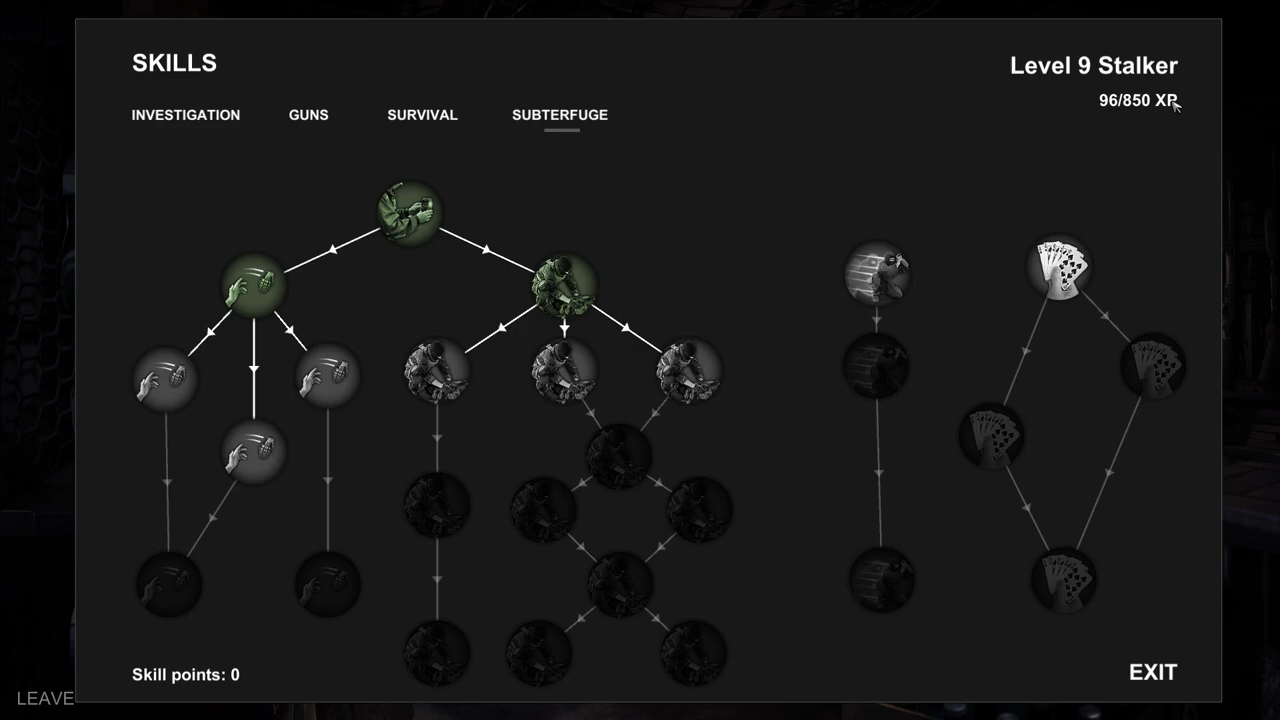 SKILLS
Level 9 Stalker
96/850 XP
INVESTIGATION
GUNS
SURVIVAL
SUBTERFUGE
Skill points: 0
EXIT
LEAVE